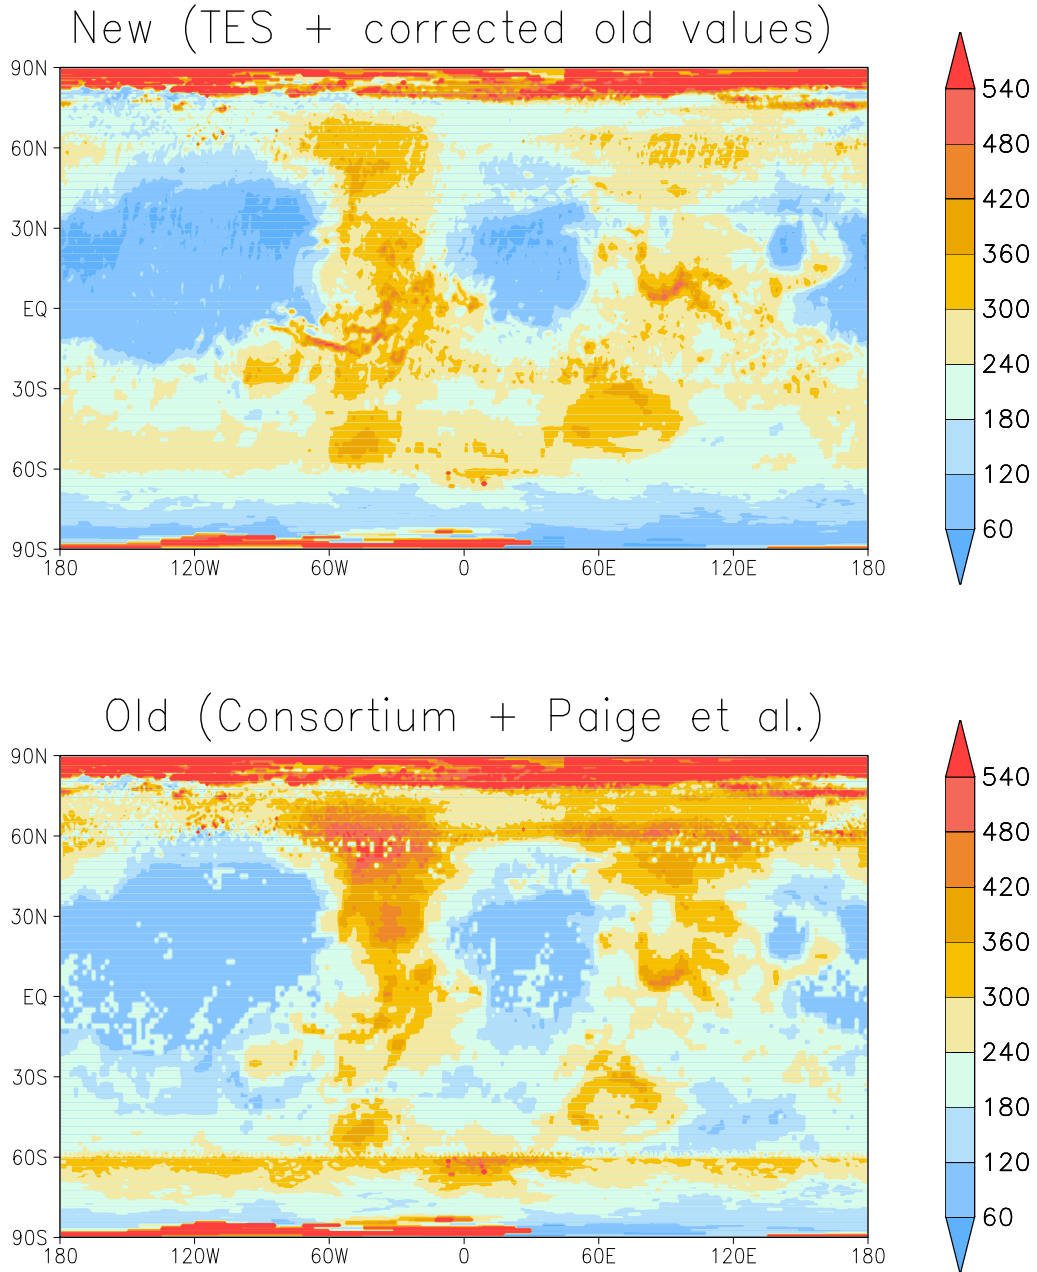 New (TES + corrected old values)
90N
60N
30N
EQ
30S
60S
90S
180 120W 60W 0 60E 120E 180
540
480
420
360
300
240
180
120
60
Old (Consortium + Paige et al.)
90N
60N
30N
EQ
30S
60S
90S
180 120W 60W 0 60E 120E 180
540
480
420
360
300
240
180
120
60